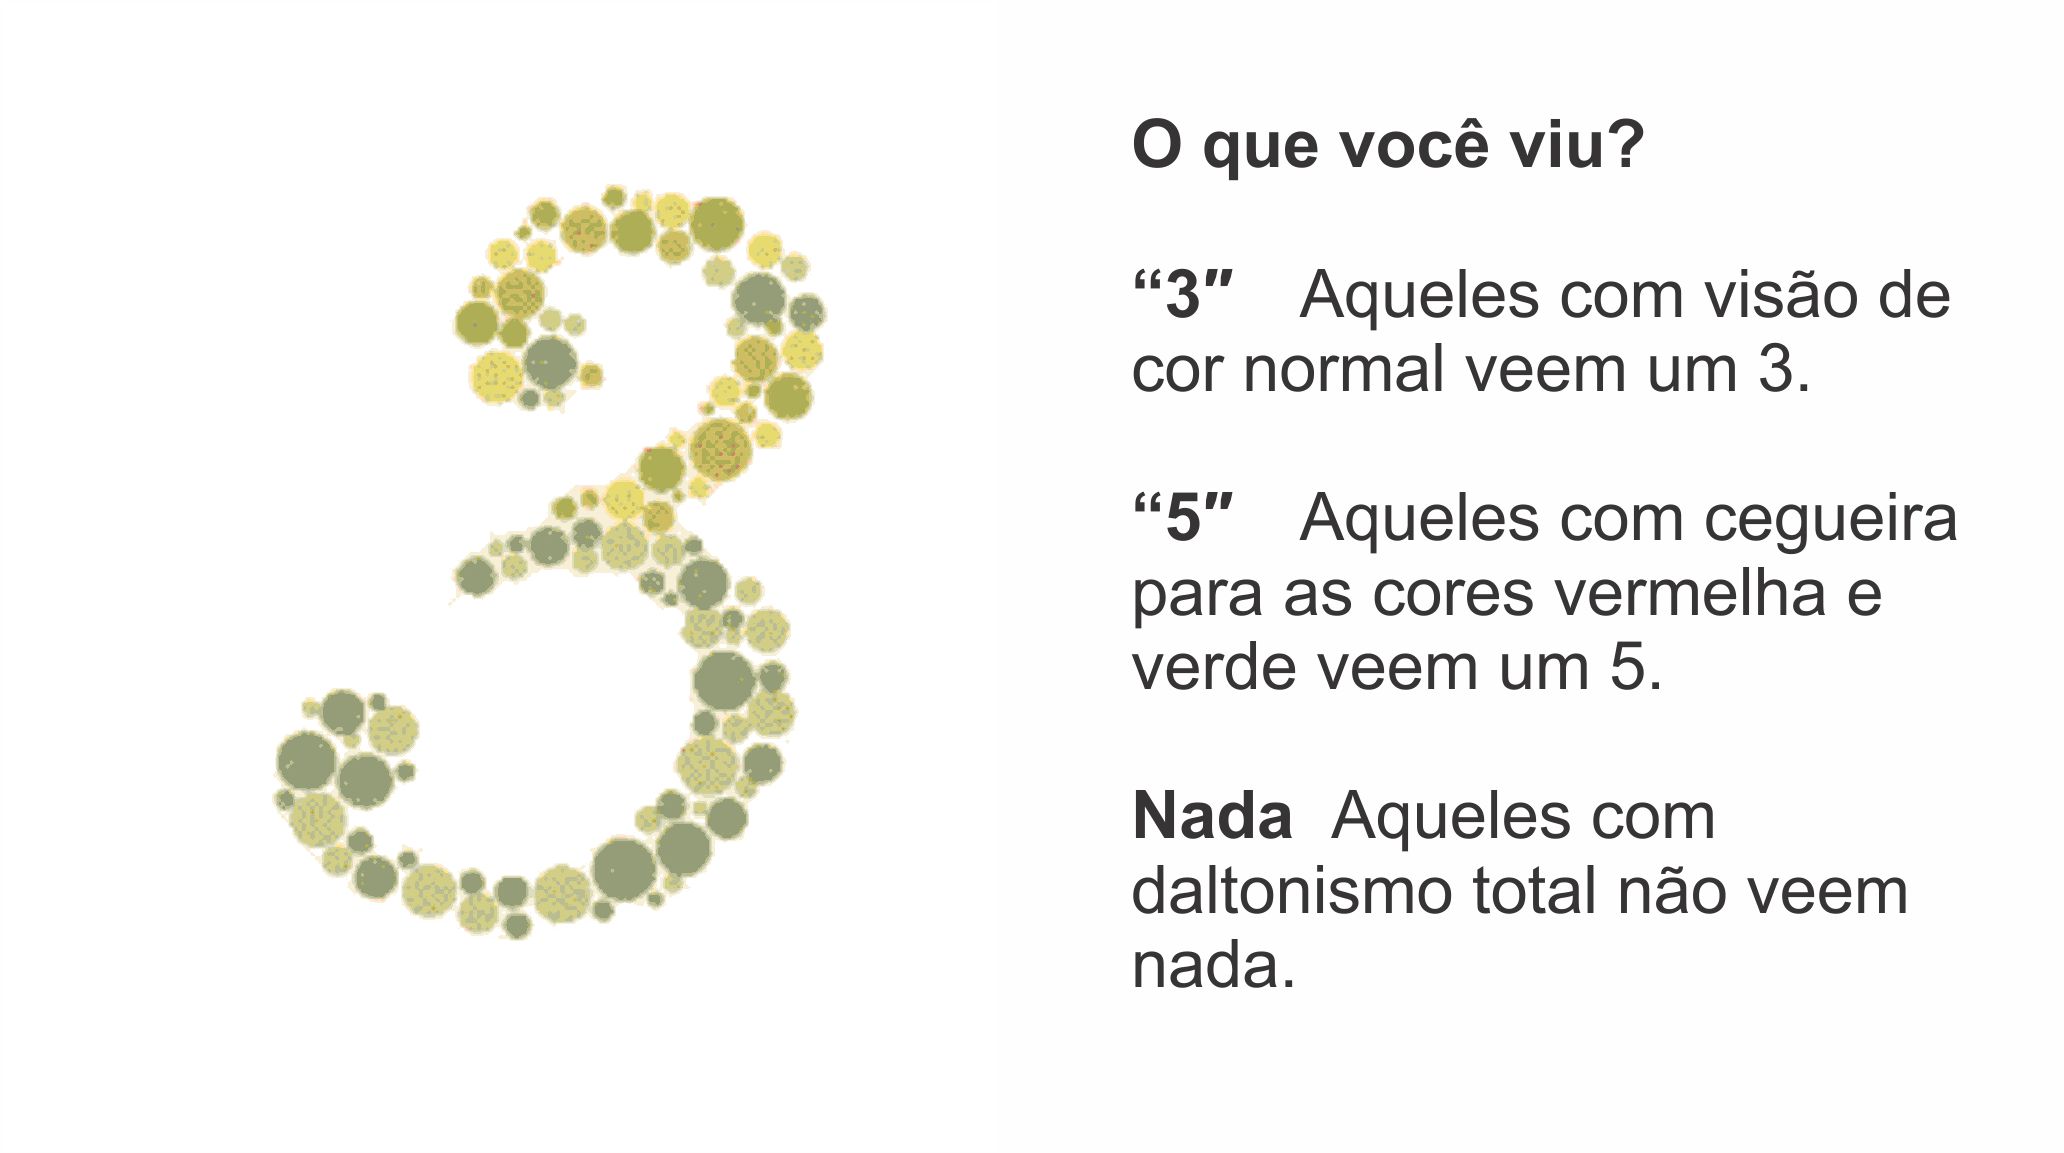 3
O que você viu?
“3″ Aqueles com visão de
cor normal veem um 3.
“5″ Aqueles com cegueira
para as cores vermelha e
verde veem um 5.
Nada Aqueles com
daltonismo total não veem
nada.